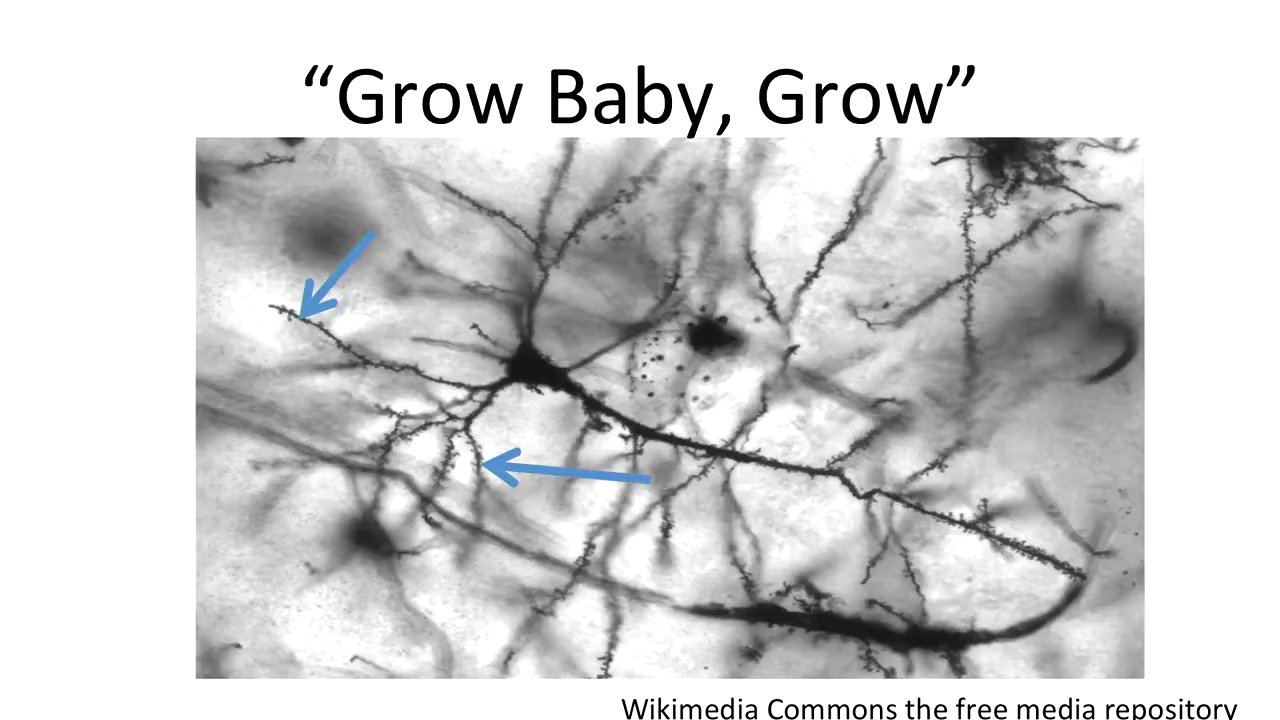 “Grow Baby, Grow”
Wikimedia Commons the free media repository